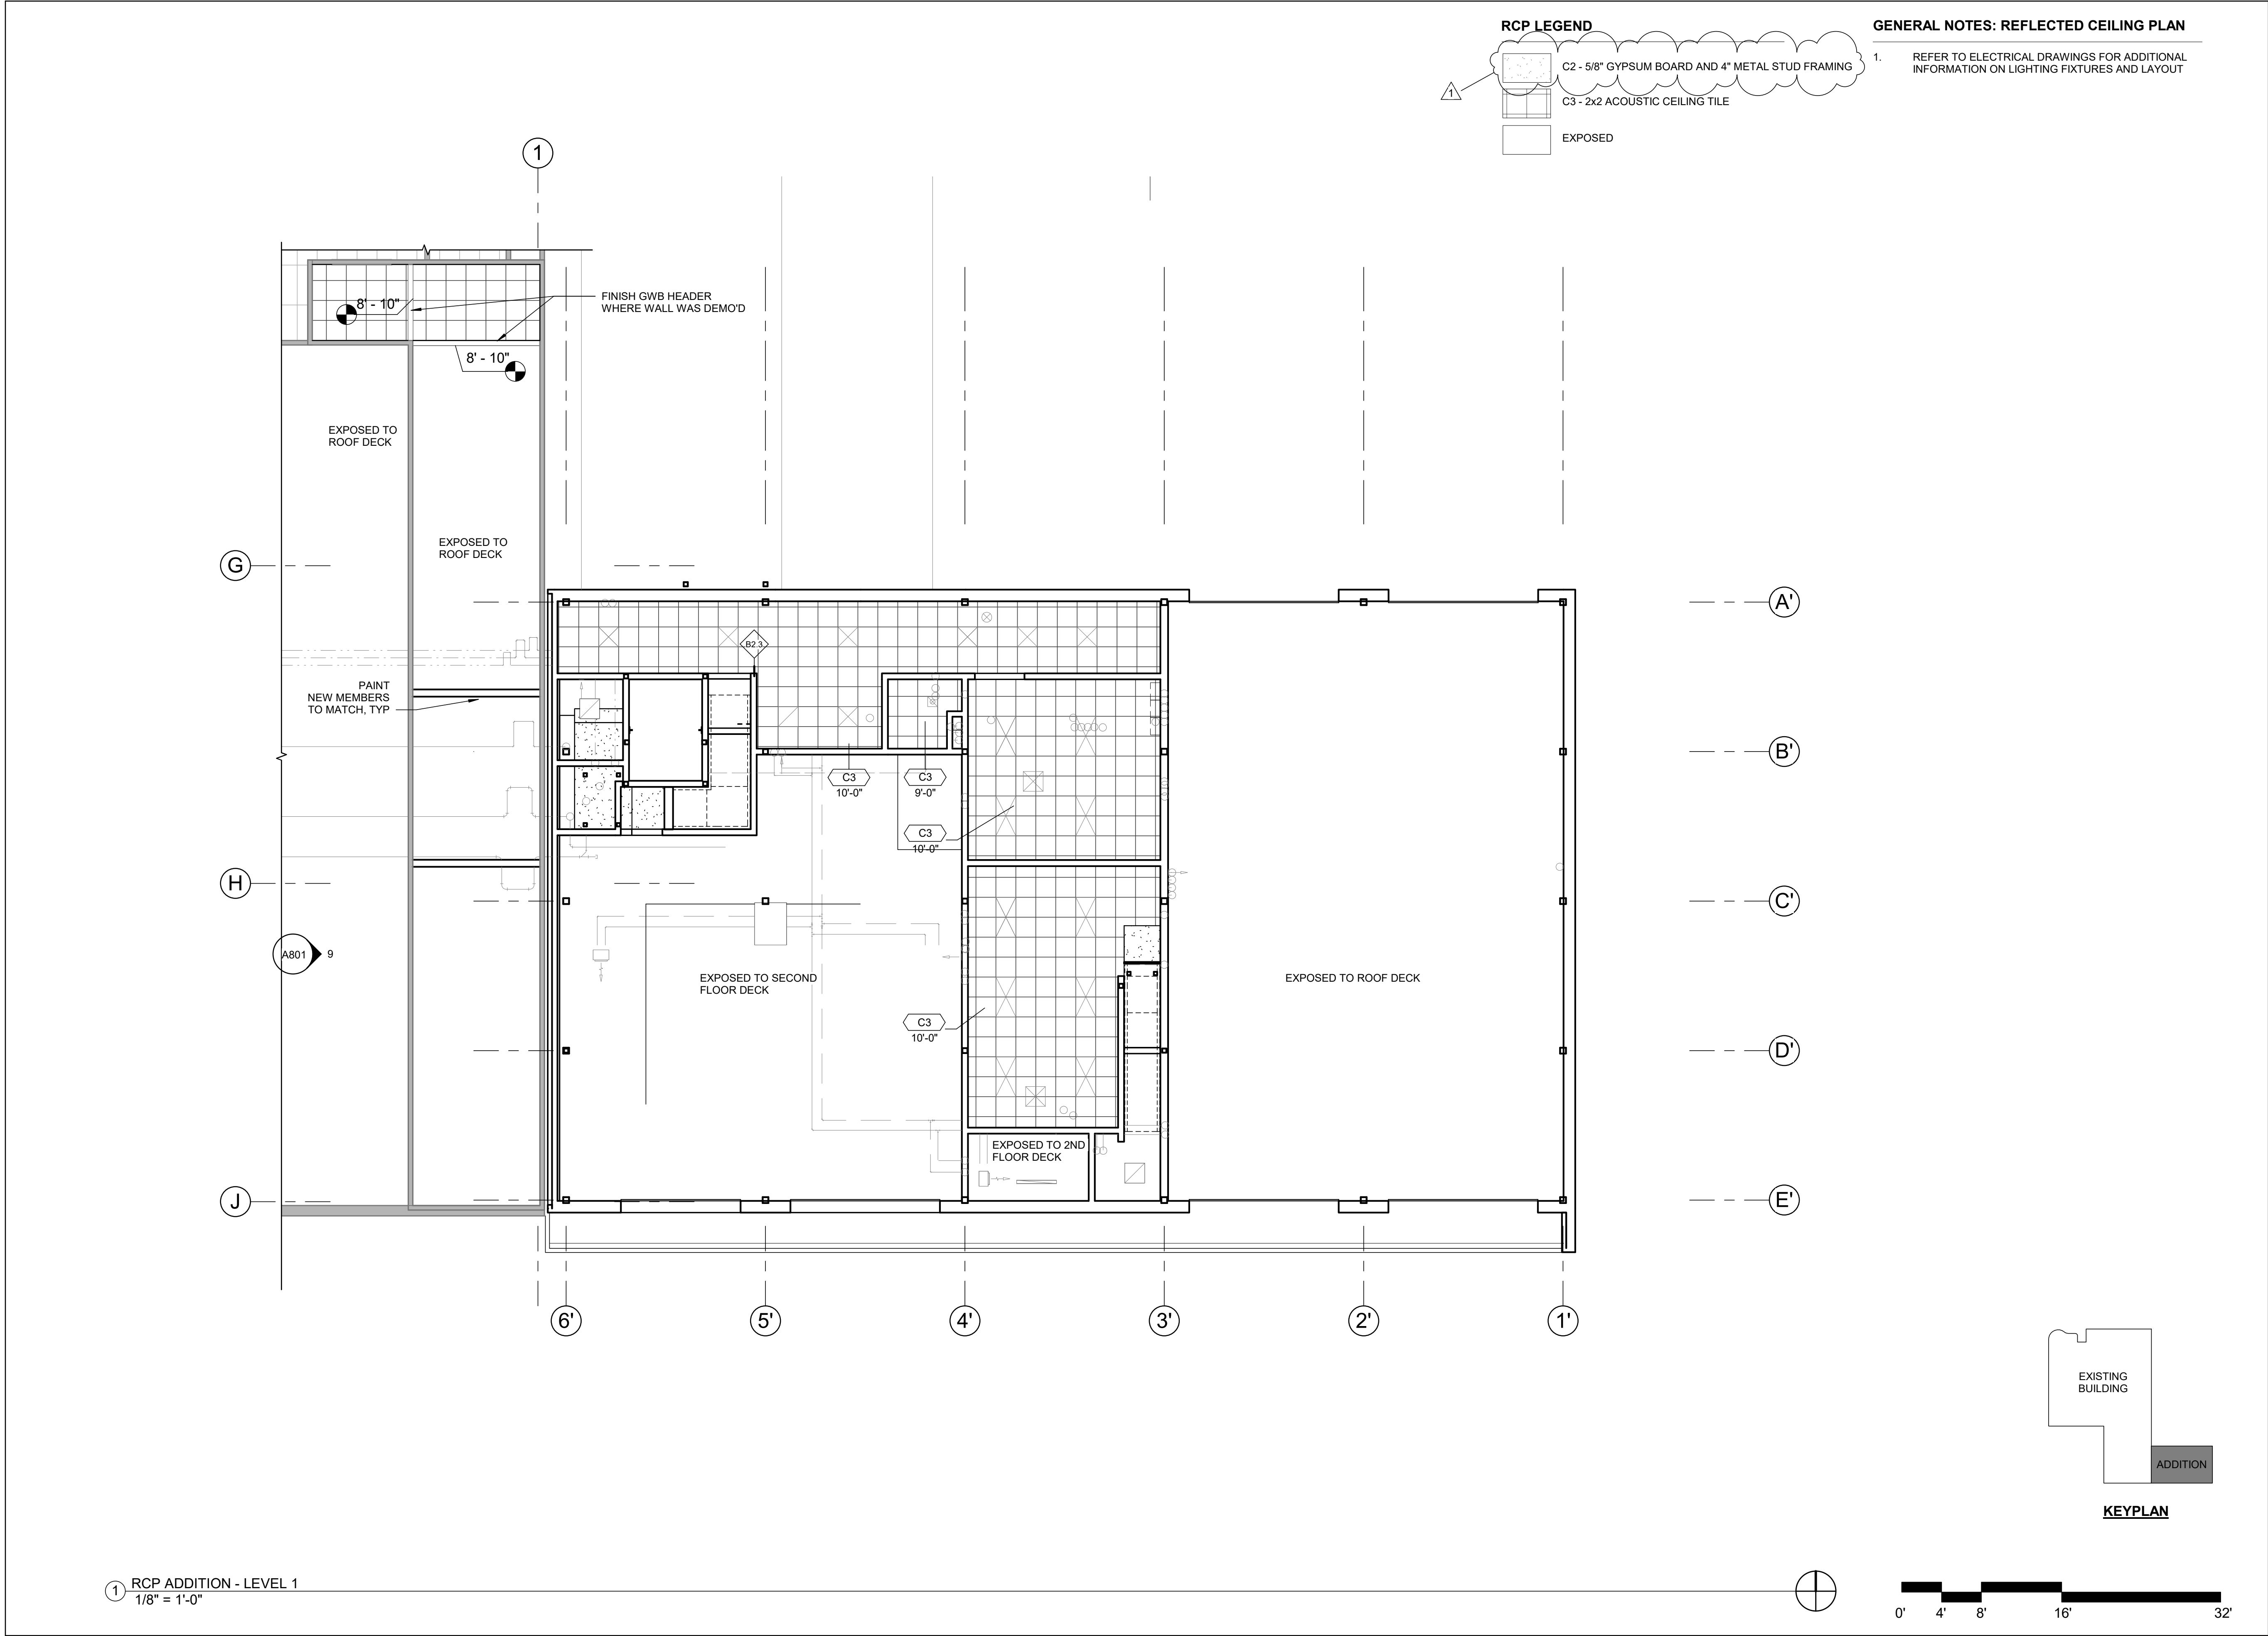 RCP LEGEND
C2 - 5/8" GYPSUM BOARD AND 4" METAL STUD FRAMING
1
C3 - 2x2 ACOUSTIC CEILING TILE
EXPOSED
GENERAL NOTES: REFLECTED CEILING PLAN
1. REFER TO ELECTRICAL DRAWINGS FOR ADDITIONAL
INFORMATION ON LIGHTING FIXTURES AND LAYOUT
1
8' - 10"
FINISH GWB HEADER
WHERE WALL WAS DEMO'D
8' - 10"
EXPOSED TO
ROOF DECK
EXPOSED TO
ROOF DECK
G
A'
B2.3
PAINT
NEW MEMBERS
TO MATCH, TYP
B'
C3
10'-0"
C3
9'-0"
C3
10'-0"
H
C'
A801
9
EXPOSED TO SECOND
FLOOR DECK
EXPOSED TO ROOF DECK
C3
10'-0"
D'
EXPOSED TO 2ND
FLOOR DECK
J
E'
6'
5'
4'
3'
2'
1'
EXISTING
BUILDING
ADDITION
KEYPLAN
1
RCP ADDITION - LEVEL 1
1/8" = 1'-0"
0'
4'
8'
16'
32'